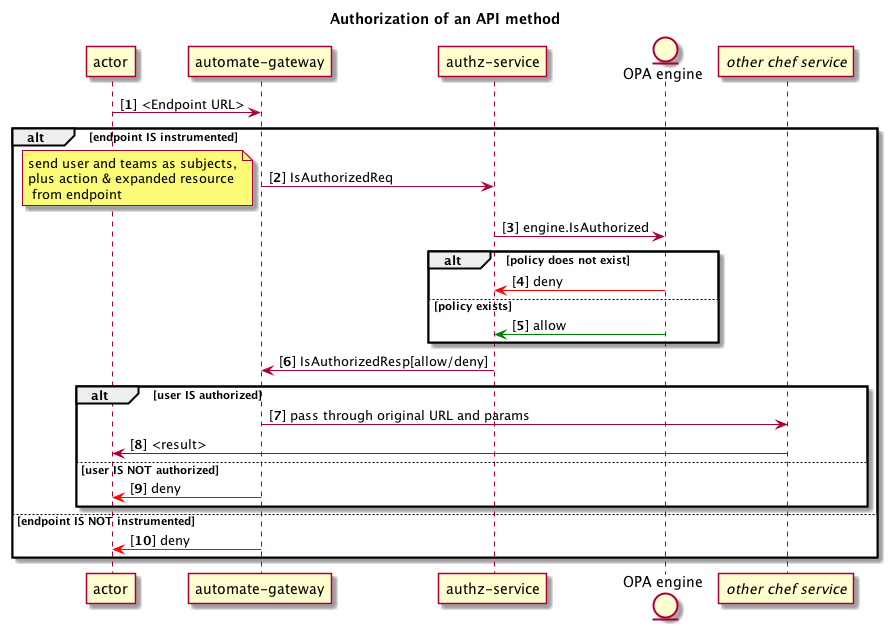 Authorization of an API method
actor
automate-gateway
authz-service
OPA engine
other chef service
[1] <Endpoint URL>
alt [endpoint IS instrumented]
send user and teams as subjects,
plus action & expanded resource
from endpoint
[2] IsAuthorizedReq
[3] engine.IsAuthorized
alt [policy does not exist]
[4] deny
[policy exists]
[5] allow
[6] IsAuthorizedResp[allow/deny]
alt [user IS authorized]
[7] pass through original URL and params
[8] <result>
[user IS NOT authorized]
[9] deny
[endpoint IS NOT instrumented]
[10] deny
actor
automate-gateway
authz-service
OPA engine
other chef service